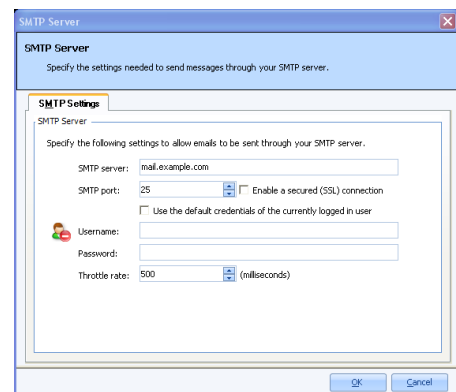 SMTP Server
SMTP Server
Specify the settings needed to send messages through your SMTP server.
SMTP Settings
SMTP Server
Specify the following settings to allow emails to be sent through your SMTP server.
SMTP server: mail.example.com
SMTP port: 25 Enable a secured (SSL) connection
Use the default credentials of the currently logged in user
Username:
Password:
Throttle rate: 500 (milliseconds)
OK Cancel